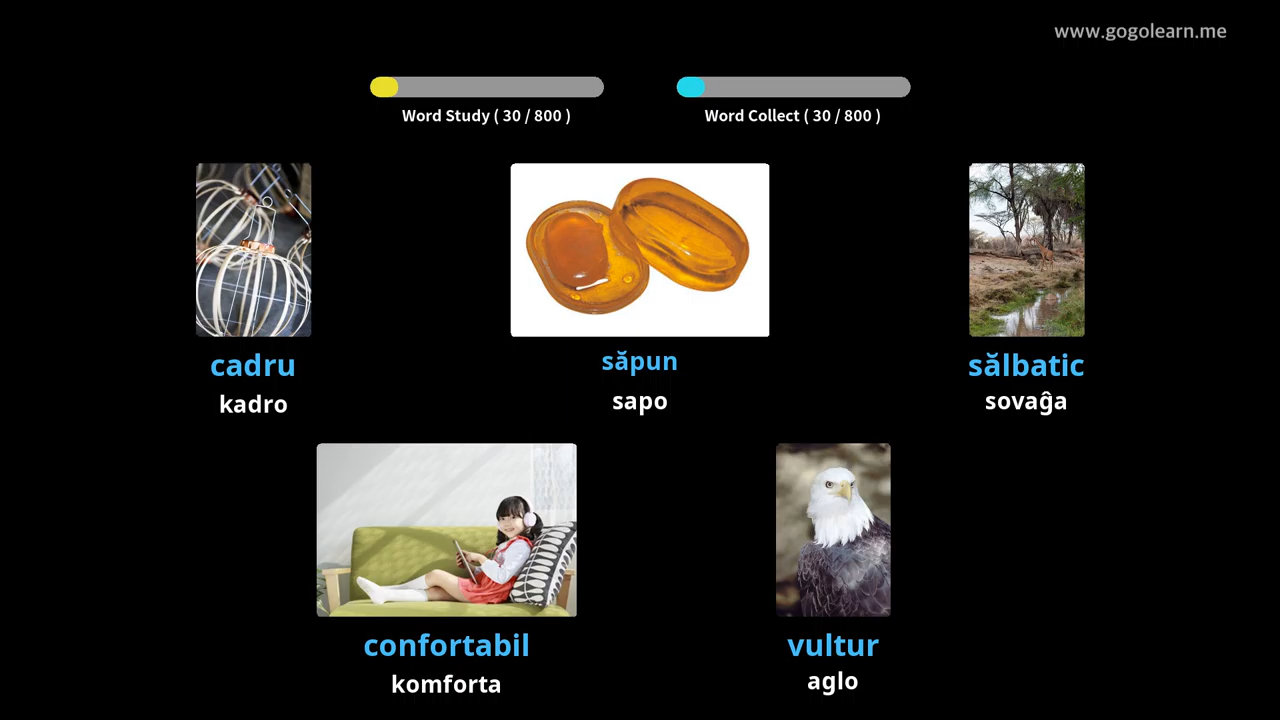 www.gogolearn.me
Word Study ( 30 / 800 )
Word Collect ( 30 / 800 )
cadru
kadro
săpun
sapo
sălbatic
sovaĝa
confortabil
komforta
vultur
aglo